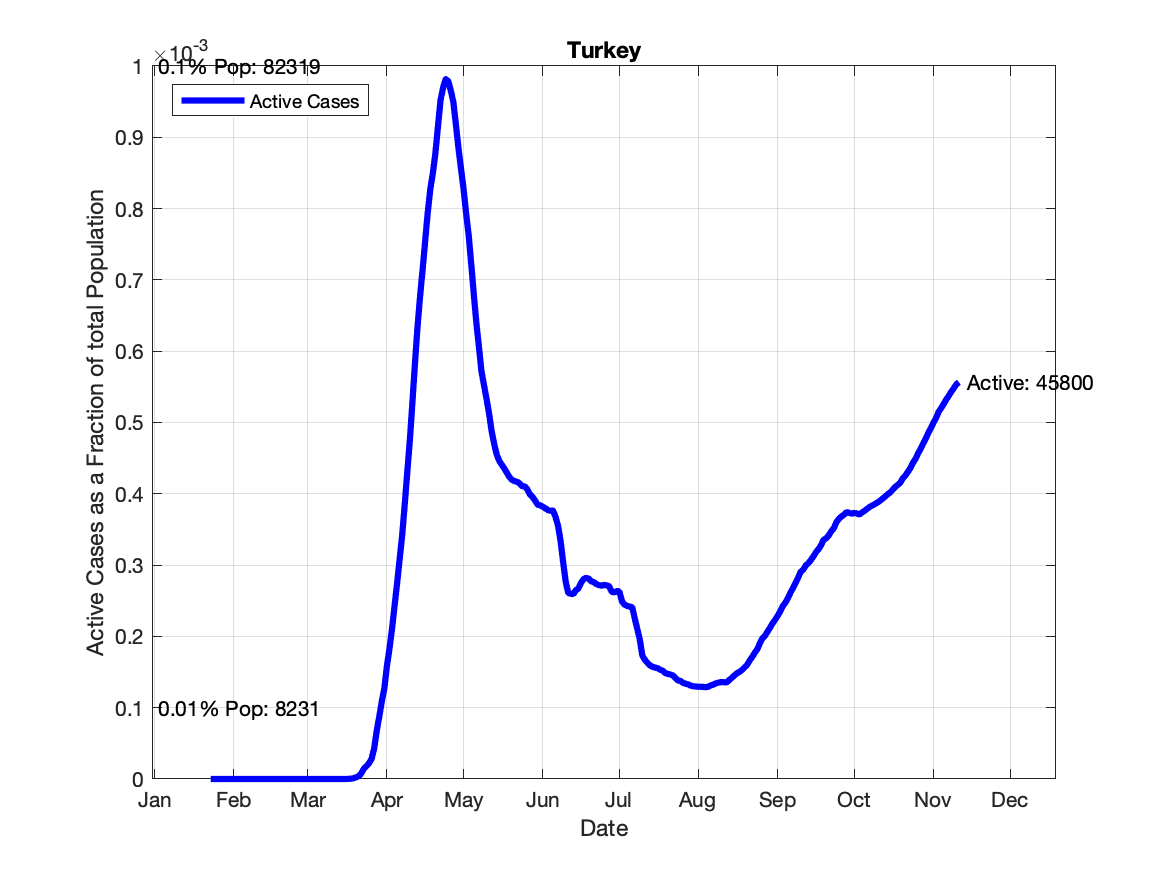 Turkey
×10-3
0.1% Pop: 82319
Active Cases
1
0.9
0.8
0.7
0.6
0.5
0.4
0.3
0.2
0.1
0
Active Cases as a Fraction of total Population
Active: 45800
0.01% Pop: 8231
Jan Feb Mar Apr May Jun Jul Aug Sep Oct Nov Dec
Date